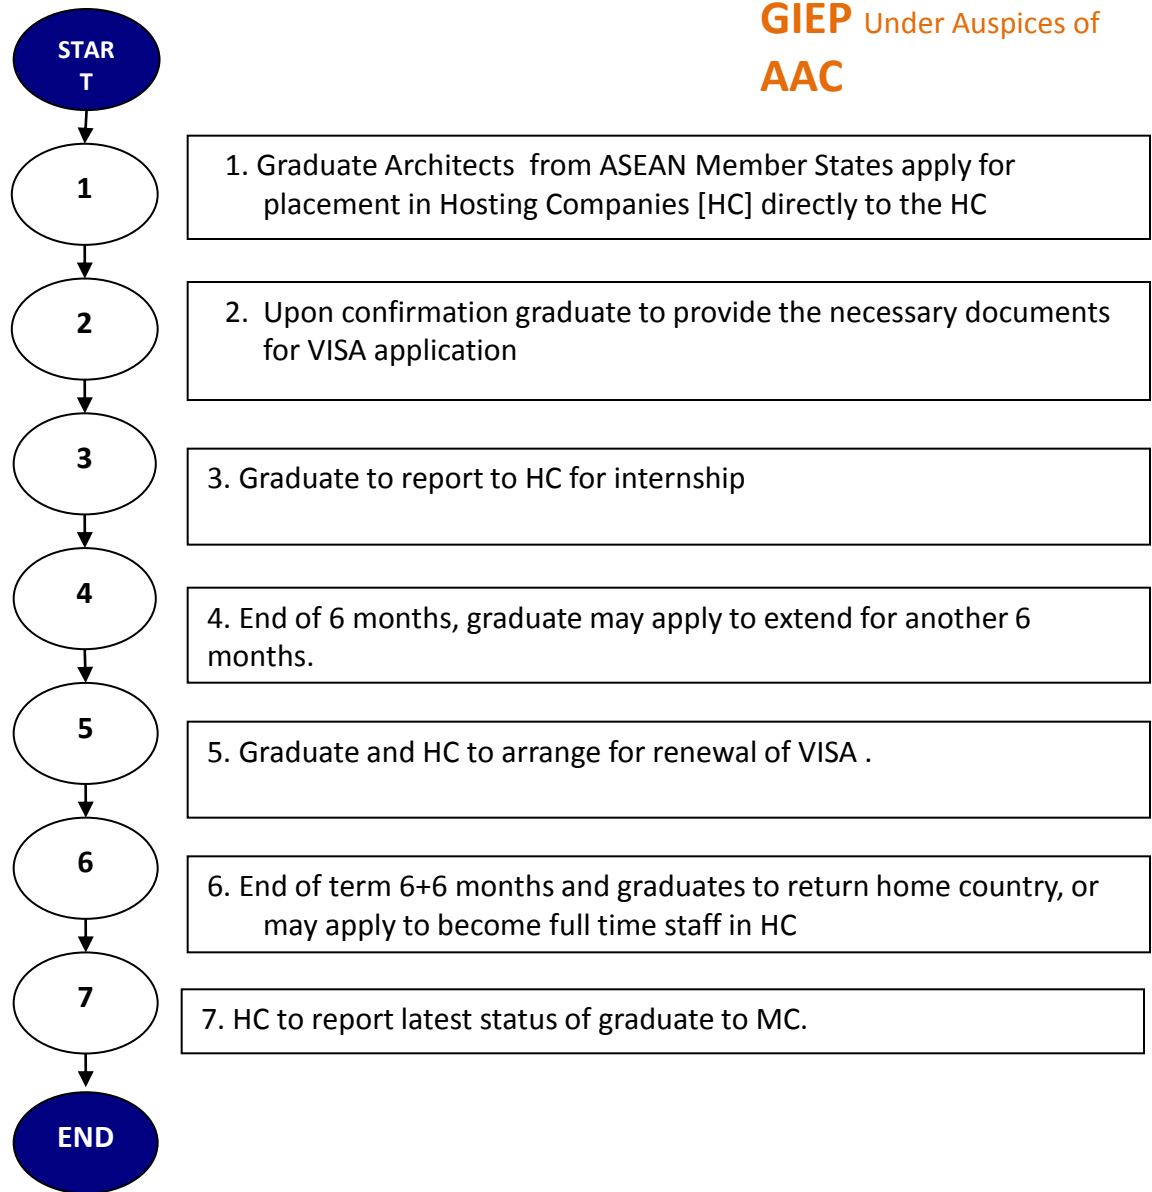 GIEP Under Auspices of
AAC
STAR
T
1
1. Graduate Architects from ASEAN Member States apply for
placement in Hosting Companies [HC] directly to the HC
2
2. Upon confirmation graduate to provide the necessary documents
for VISA application
3
3. Graduate to report to HC for internship
4
4. End of 6 months, graduate may apply to extend for another 6
months.
5
5. Graduate and HC to arrange for renewal of VISA .
6
6. End of term 6+6 months and graduates to return home country, or
may apply to become full time staff in HC
7
7. HC to report latest status of graduate to MC.
END